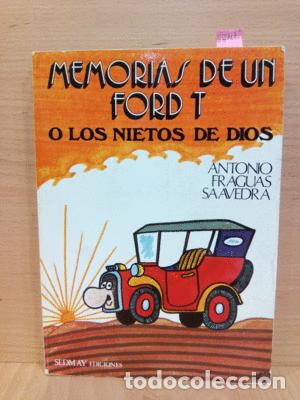 MEMORIAS DE UN
FORD T
O LOS NIETOS DE DIOS
ANTONIO
FRAGUAS
SAAVEDRA
SEDMAY EDICIONES
todocoleccion